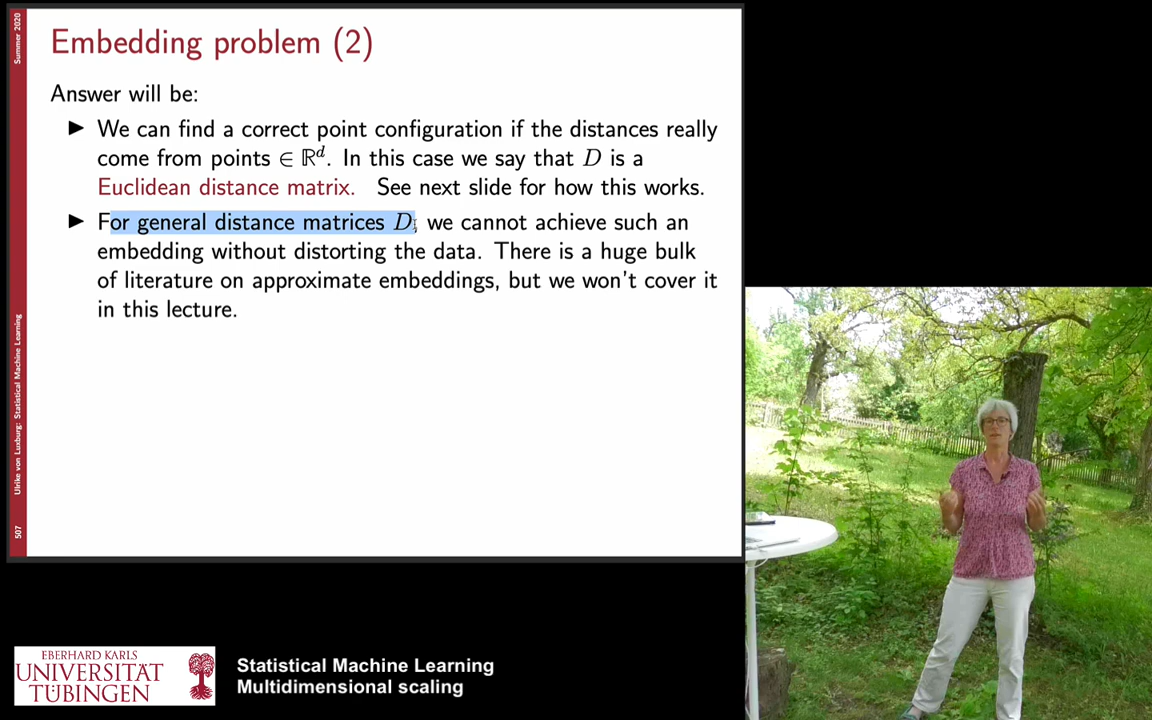 Summer 2020
Embedding problem (2)
Answer will be:
▶ We can find a correct point configuration if the distances really
come from points ∈ ℝᵈ. In this case we say that D is a
Euclidean distance matrix. See next slide for how this works.
▶ For general distance matrices D, we cannot achieve such an
embedding without distorting the data. There is a huge bulk
of literature on approximate embeddings, but we won't cover it
in this lecture.
Ulrike von Luxburg: Statistical Machine Learning
507
EBERHARD KARLS
UNIVERSITÄT
TÜBINGEN
Statistical Machine Learning
Multidimensional scaling